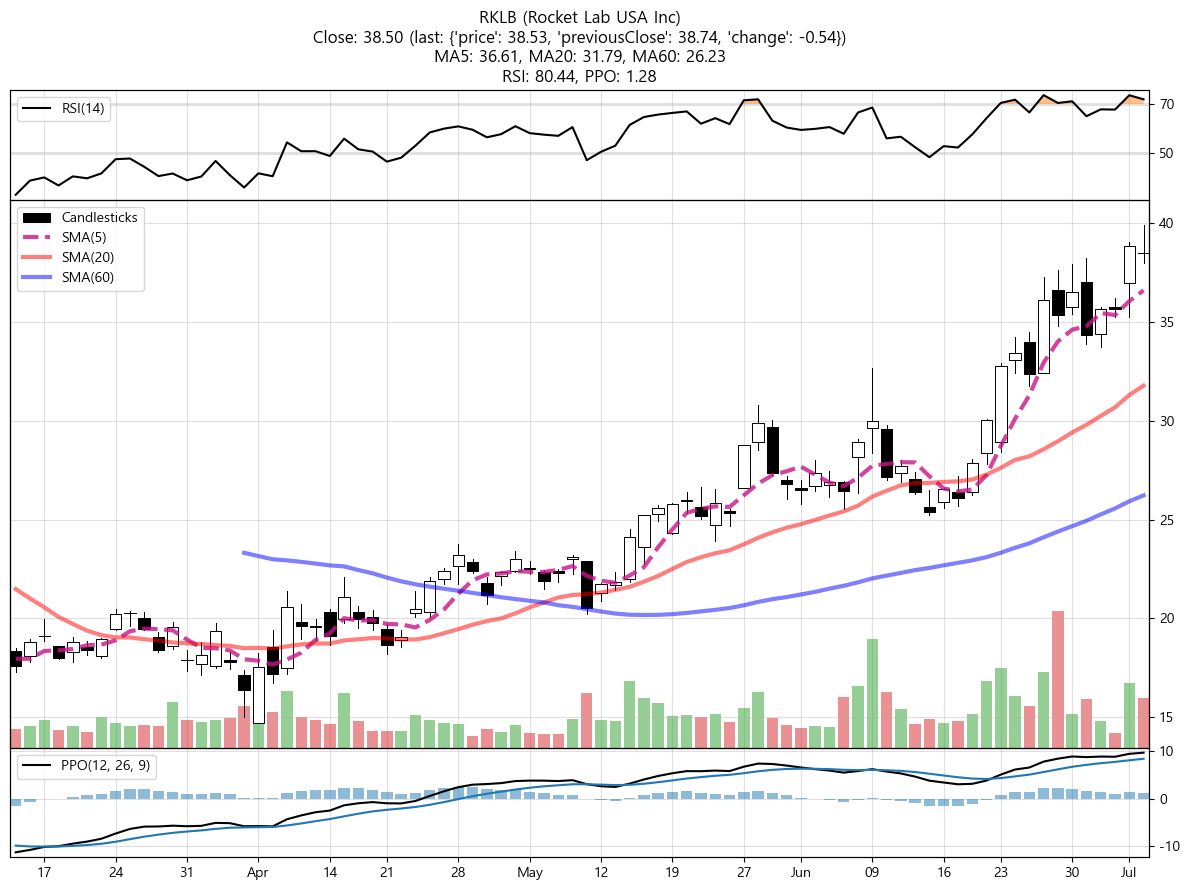 RKLB (Rocket Lab USA Inc)
Close: 38.50 (last: {'price': 38.53, 'previousClose': 38.74, 'change': -0.54})
MA5: 36.61, MA20: 31.79, MA60: 26.23
RSI: 80.44, PPO: 1.28
RSI(14)
70
50
Candlesticks
SMA(5)
SMA(20)
SMA(60)
40
35
30
25
20
15
PPO(12, 26, 9)
10
0
-10
17 24 31 Apr 14 21 28 May 12 19 27 Jun 09 16 23 30 Jul